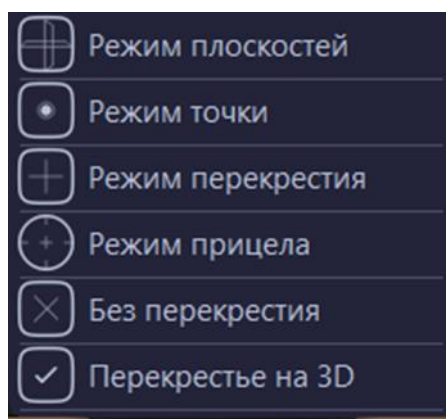 Режим плоскостей
Режим точки
Режим перекрестия
Режим прицела
Без перекрестия
Перекрестье на 3D